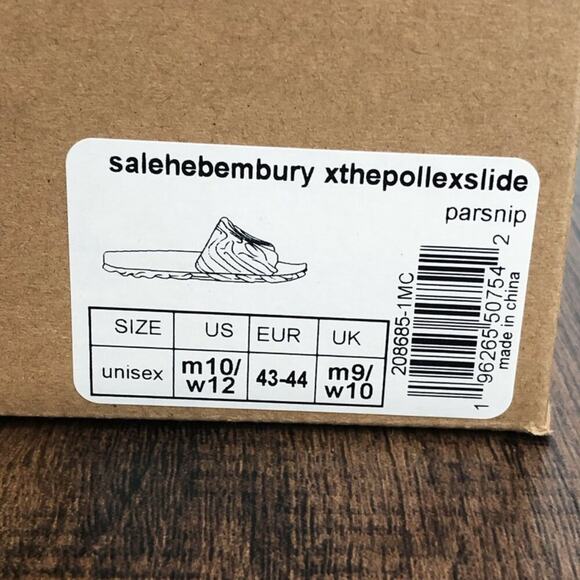 salehebembury xthepollexslide
parsnip
SIZE US EUR UK
unisex m10/ w12 43-44 m9/ w10
208685-1MC
1 96265 50754 2
made in china